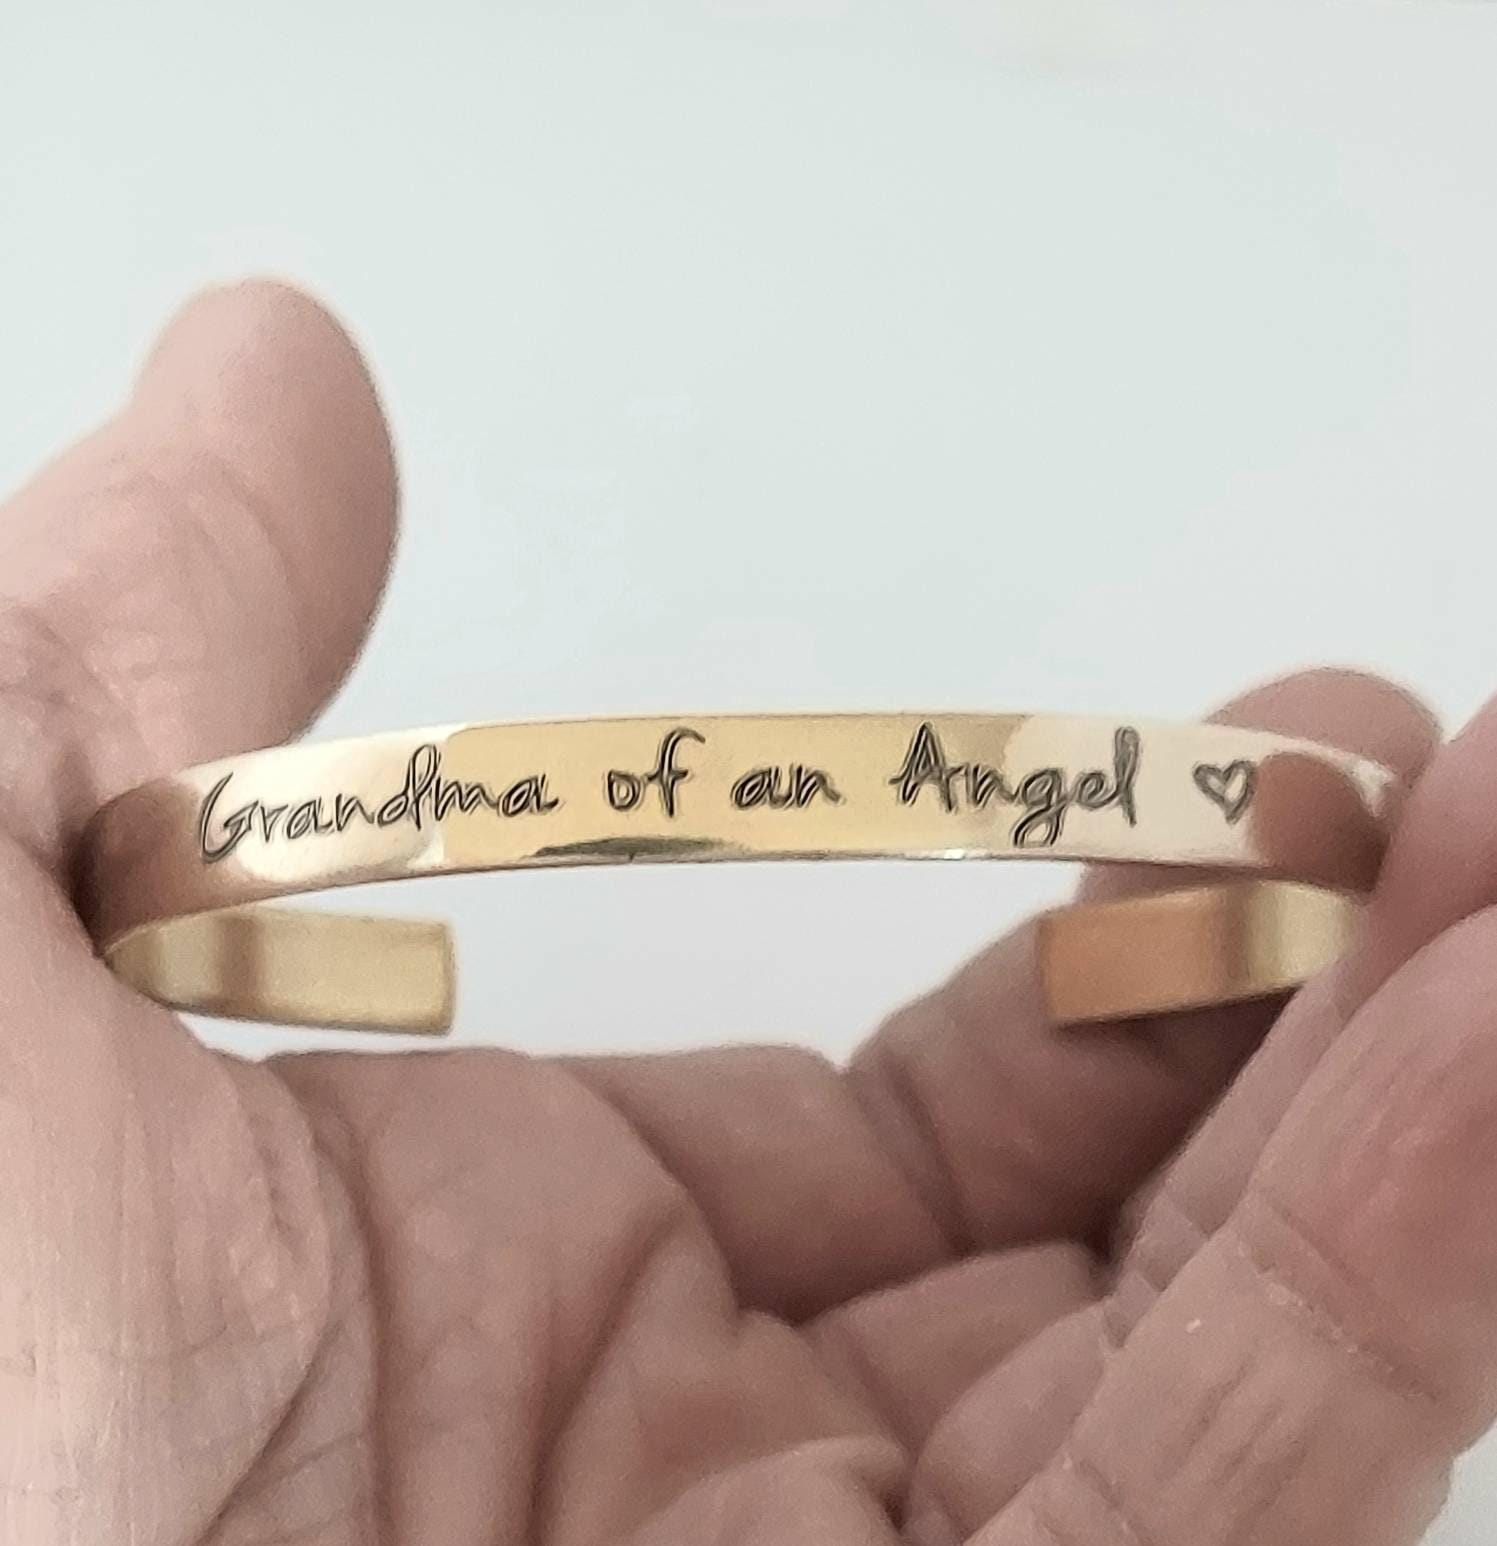 Grandma of an Angel ♡